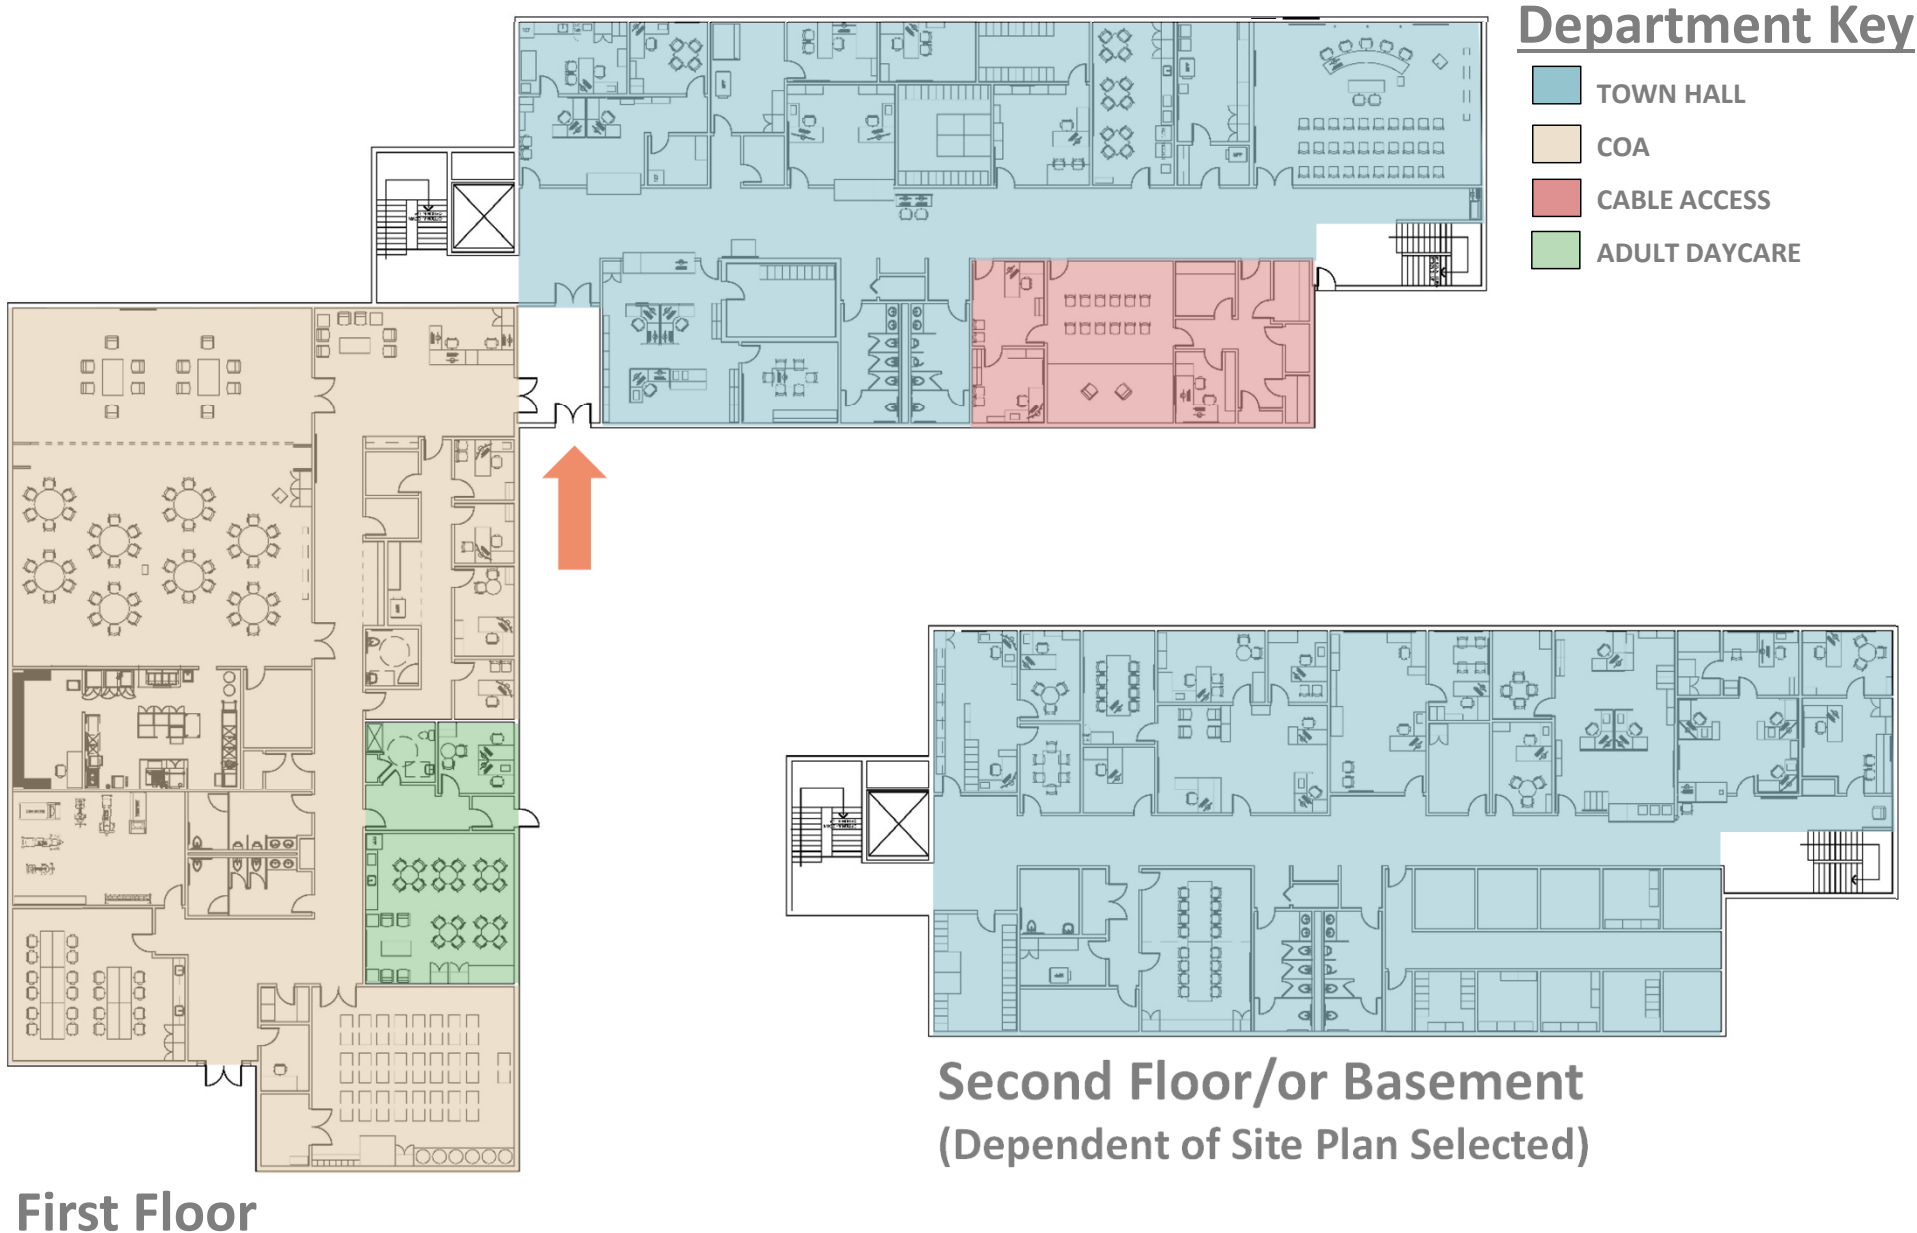 Department Key
TOWN HALL
COA
CABLE ACCESS
ADULT DAYCARE
Second Floor/or Basement
(Dependent of Site Plan Selected)
First Floor